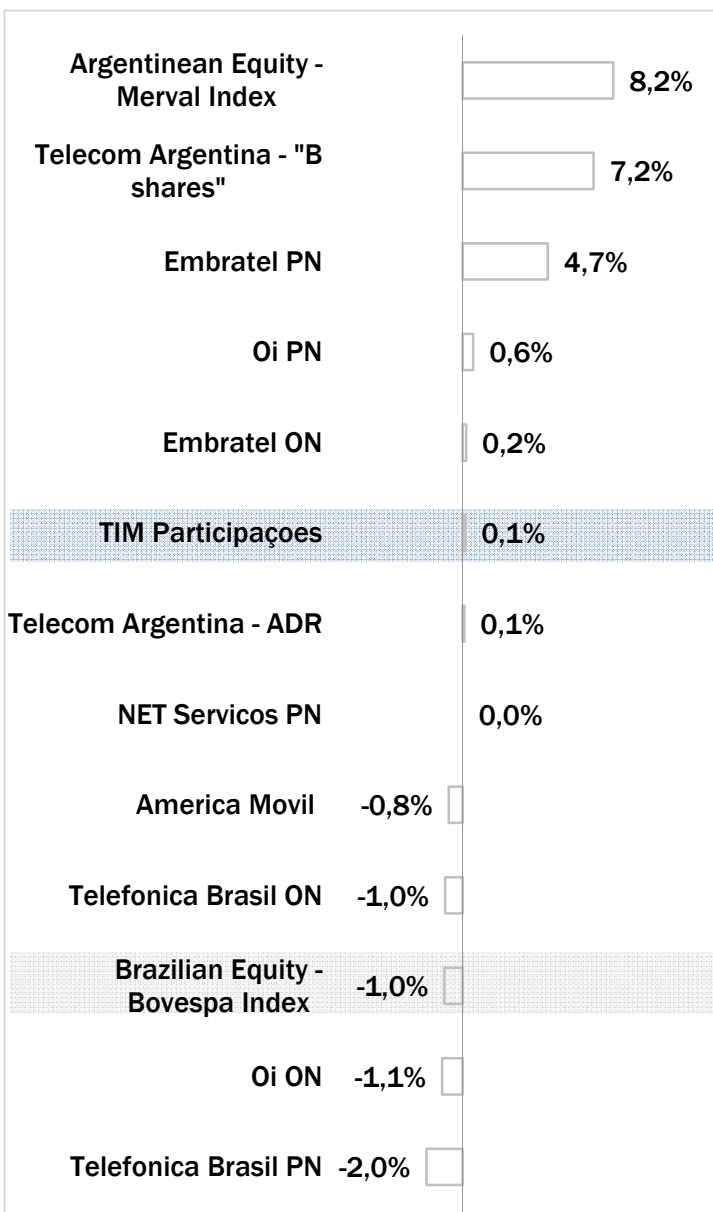 Argentinean Equity -
Merval Index
8,2%
Telecom Argentina - "B
shares"
7,2%
Embratel PN
4,7%
Oi PN
0,6%
Embratel ON
0,2%
TIM Participaçoes
0,1%
Telecom Argentina - ADR
0,1%
NET Servicos PN
0,0%
America Movil
-0,8%
Telefonica Brasil ON
-1,0%
Brazilian Equity -
Bovespa Index
-1,0%
Oi ON
-1,1%
Telefonica Brasil PN
-2,0%